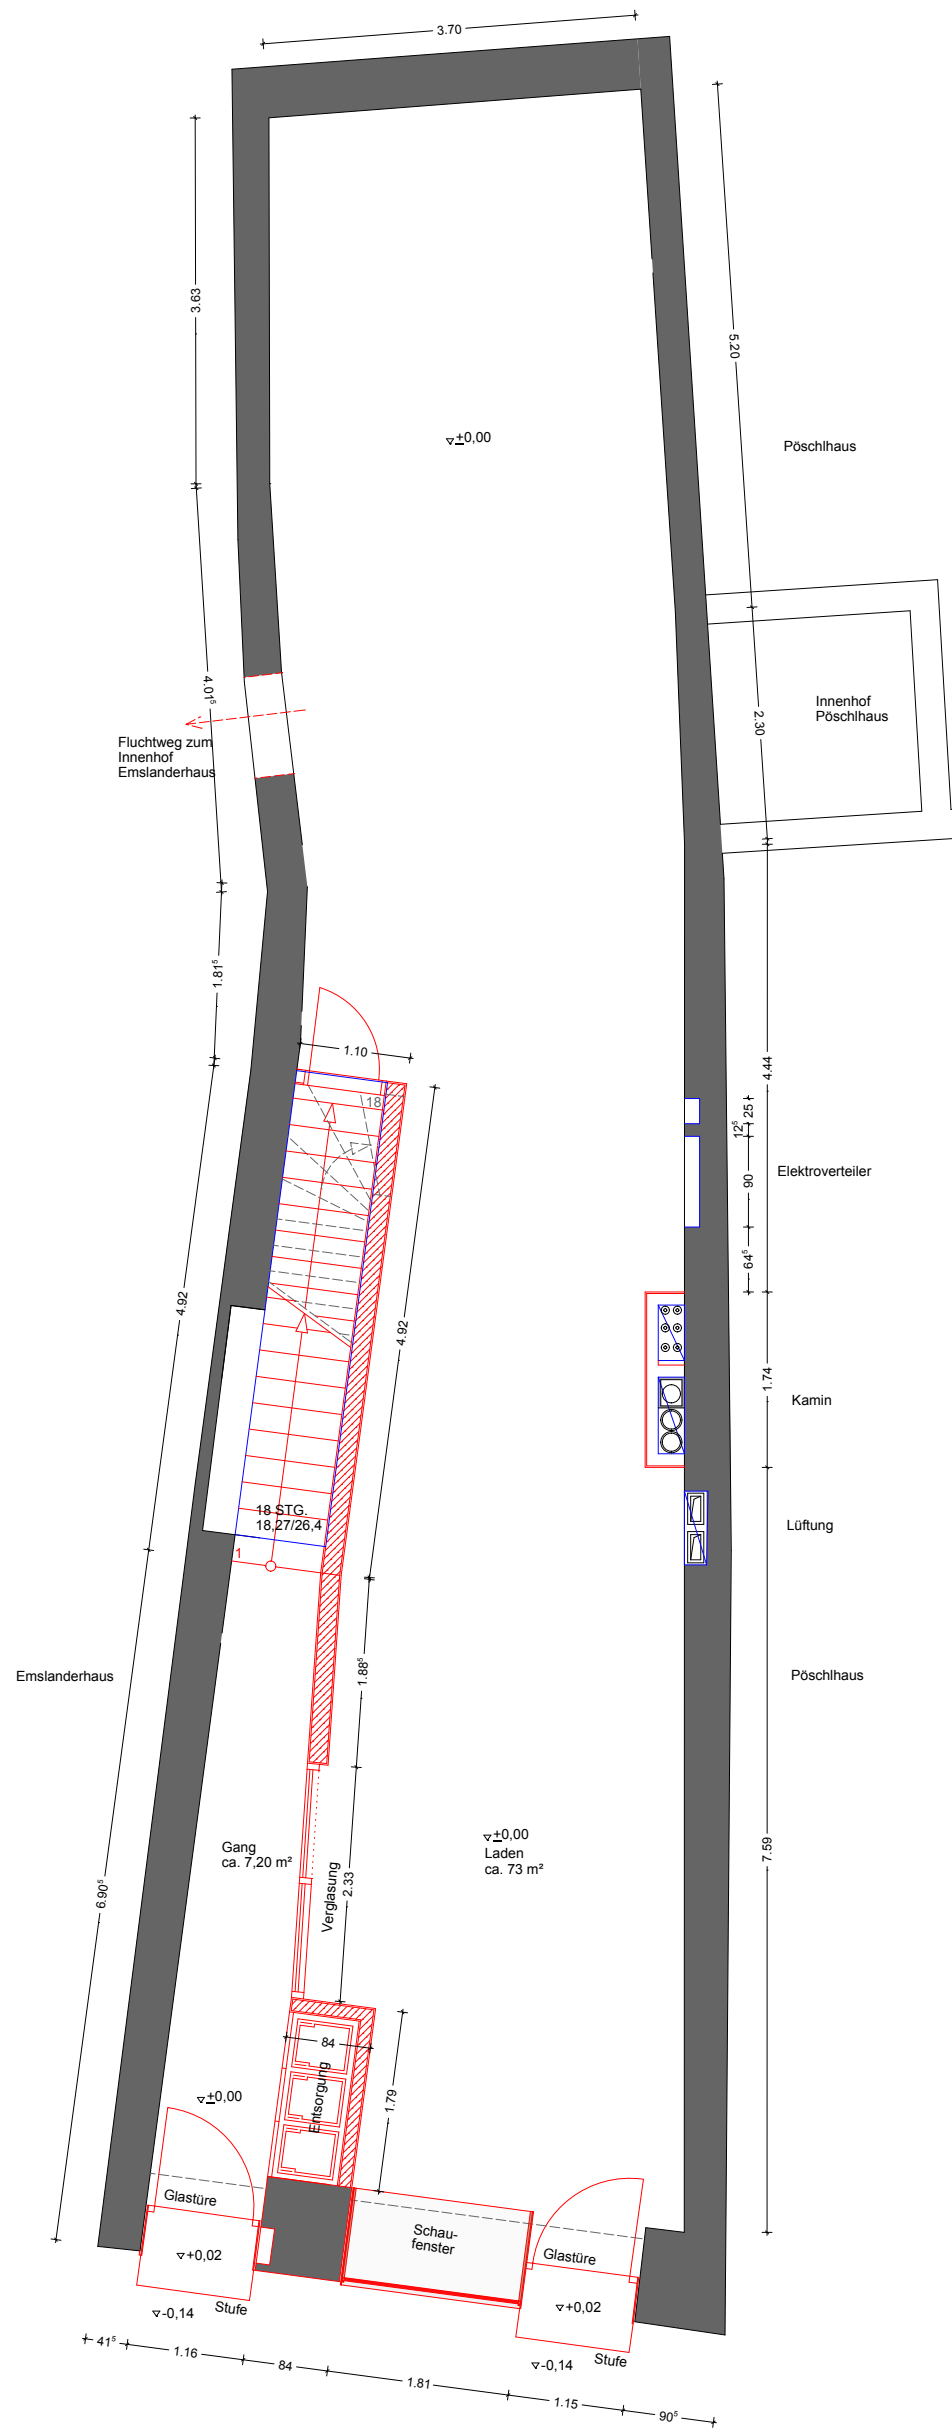 3.70
3.63
5.20
±0,00
Pöschlhaus
4.01⁵
2.30
Innenhof
Pöschlhaus
Fluchtweg zum
Innenhof
Emslanderhaus
1.81⁵
1.10
4.44
18
25
12⁵
90
Elektroverteiler
64⁵
4.92
4.92
1.74
Kamin
18 STG.
18,27/26,4
Lüftung
1
1.88⁵
Emslanderhaus
Pöschlhaus
Gang
ca. 7,20 m²
±0,00
Laden
ca. 73 m²
7.59
Verglasung
2.33
6.90⁵
84
Entsorgung
1.79
±0,00
Glastüre
Schau-
fenster
Glastüre
+0,02
+0,02
-0,14
Stufe
-0,14
Stufe
41⁵
1.16
84
1.81
1.15
90⁵